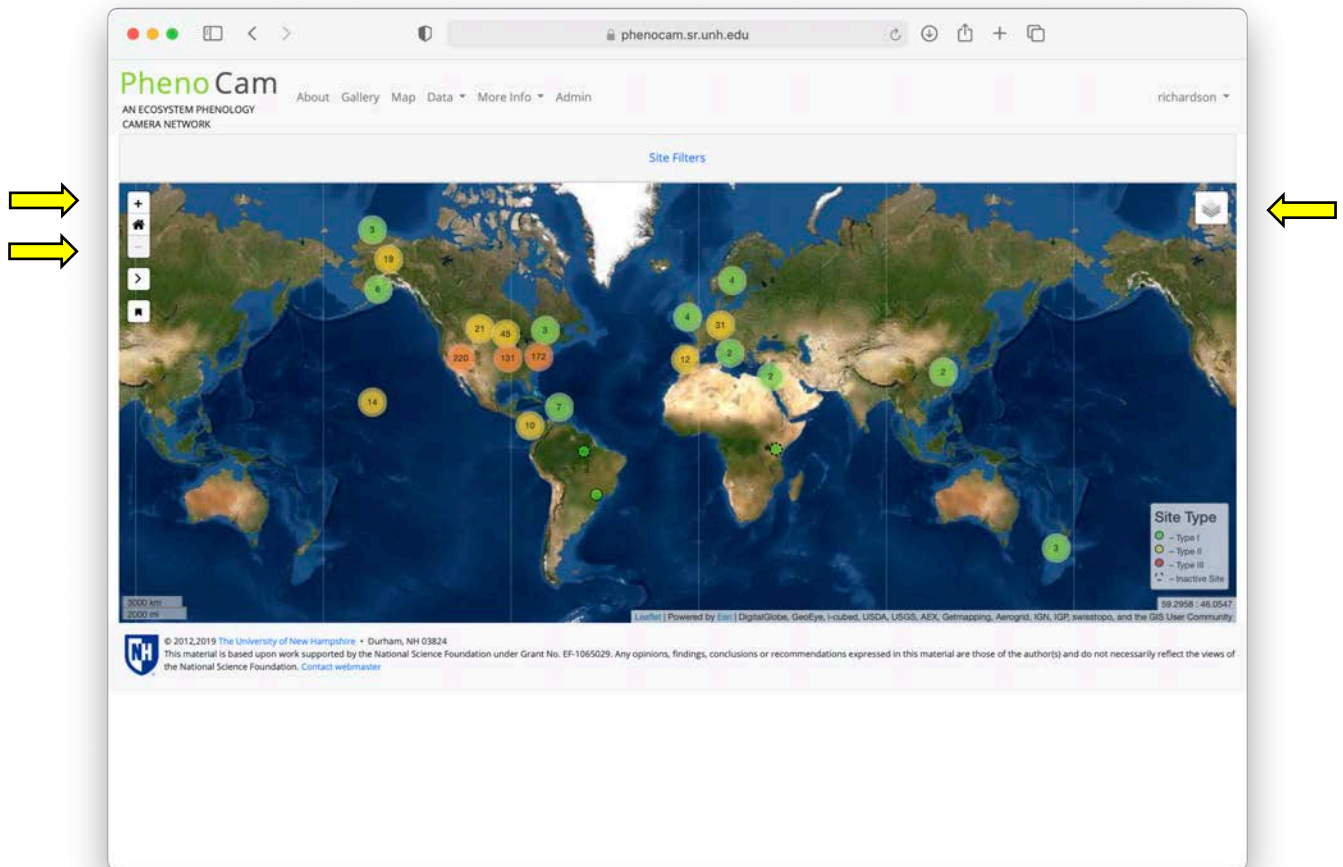 phenocam.sr.unh.edu
PhenoCam
AN ECOSYSTEM PHENOLOGY
CAMERA NETWORK
About Gallery Map Data More Info Admin
richardson
Site Filters
+
−
3
19
6
4
4
31
21
45
3
220
131
172
12
2
2
2
14
7
10
3
Site Type
– Type I
– Type II
– Type III
– Inactive Site
3000 km
2000 mi
59.2958 : 46.0547
Leaflet | Powered by Esri | DigitalGlobe, GeoEye, i-cubed, USDA, USGS, AEX, Getmapping, Aerogrid, IGN, IGP, swisstopo, and the GIS User Community
NH
© 2012,2019 The University of New Hampshire • Durham, NH 03824
This material is based upon work supported by the National Science Foundation under Grant No. EF-1065029. Any opinions, findings, conclusions or recommendations expressed in this material are those of the author(s) and do not necessarily reflect the views of
the National Science Foundation. Contact webmaster